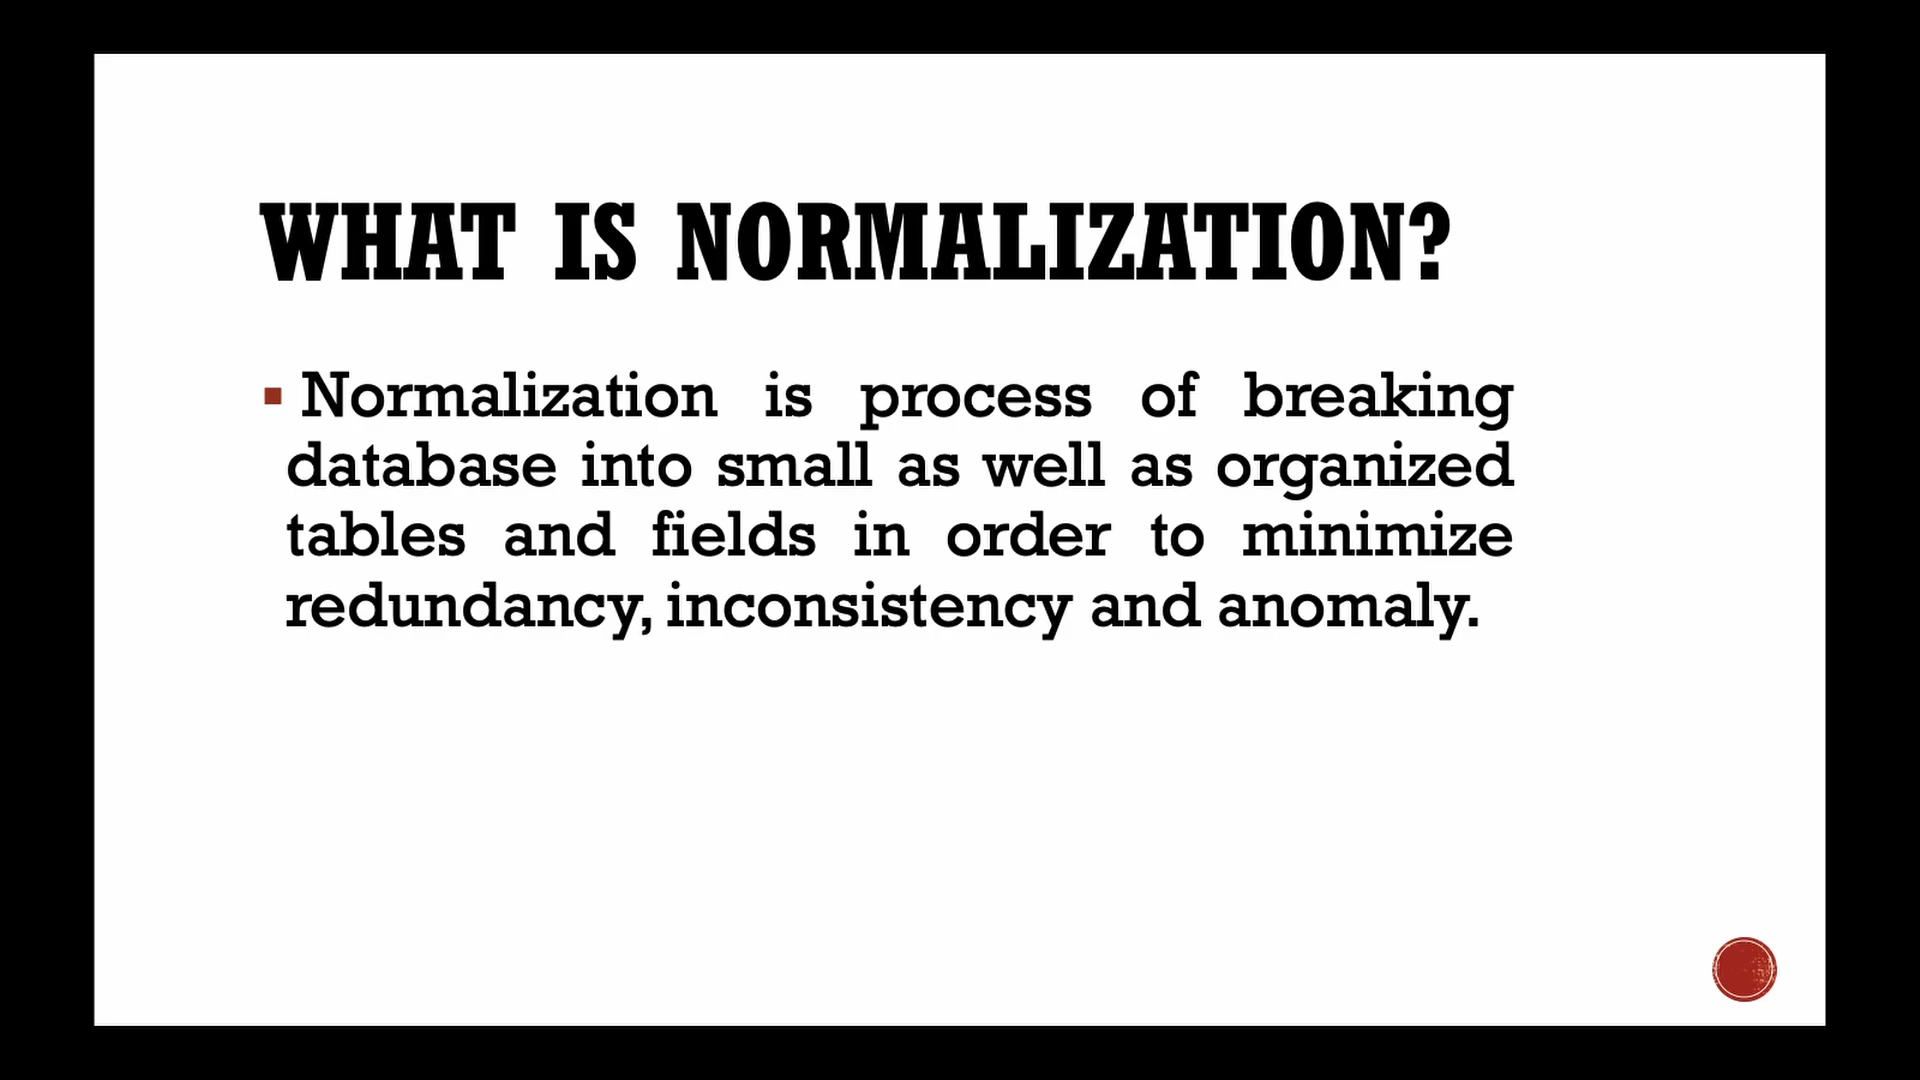 WHAT IS NORMALIZATION?
Normalization is process of breaking
database into small as well as organized
tables and fields in order to minimize
redundancy, inconsistency and anomaly.